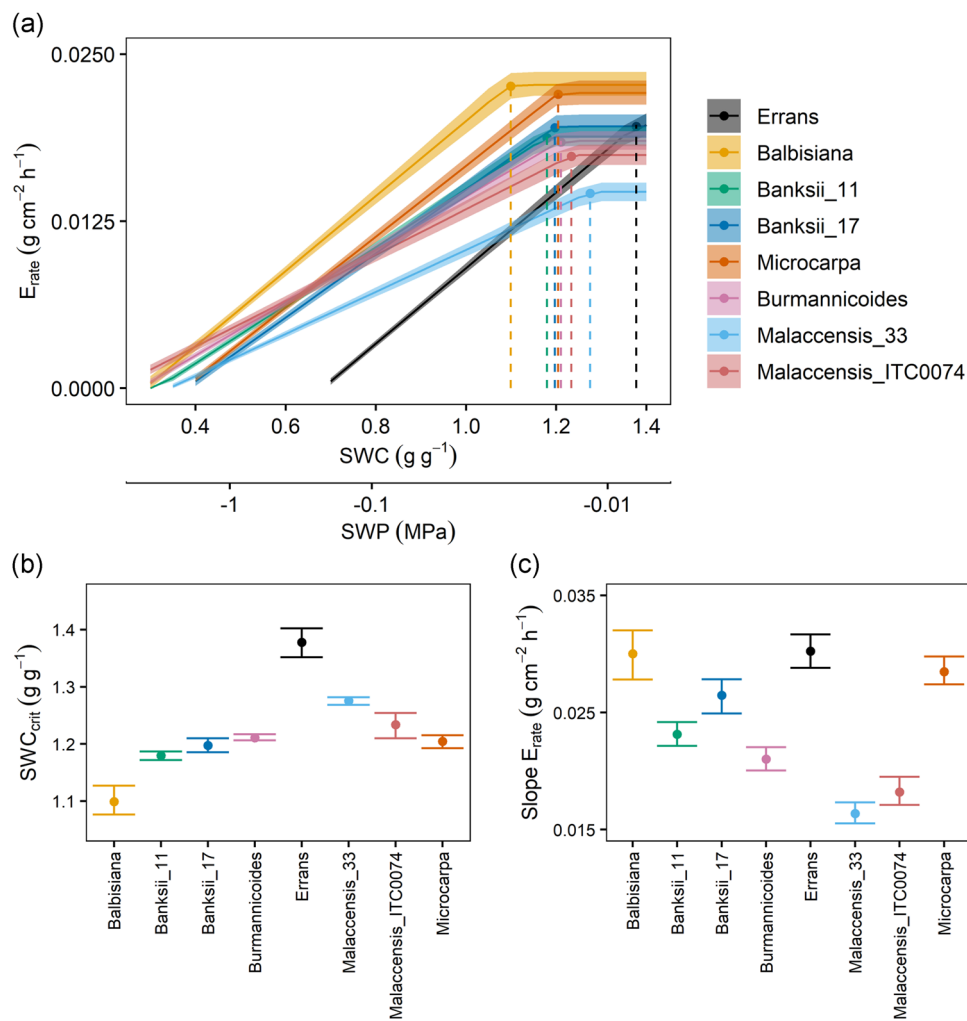 (a)
0.0250
0.0125
0.0000
E_rate (g cm⁻² h⁻¹)
0.4 0.6 0.8 1.0 1.2 1.4
SWC (g g⁻¹)
-1 -0.1 -0.01
SWP (MPa)
Errans
Balbisiana
Banksii_11
Banksii_17
Microcarpa
Burmannicoides
Malaccensis_33
Malaccensis_ITC0074
(b)
1.4
1.3
1.2
1.1
SWC_crit (g g⁻¹)
Balbisiana
Banksii_11
Banksii_17
Burmannicoides
Errans
Malaccensis_33
Malaccensis_ITC0074
Microcarpa
(c)
0.035
0.025
0.015
Slope E_rate (g cm⁻² h⁻¹)
Balbisiana
Banksii_11
Banksii_17
Burmannicoides
Errans
Malaccensis_33
Malaccensis_ITC0074
Microcarpa